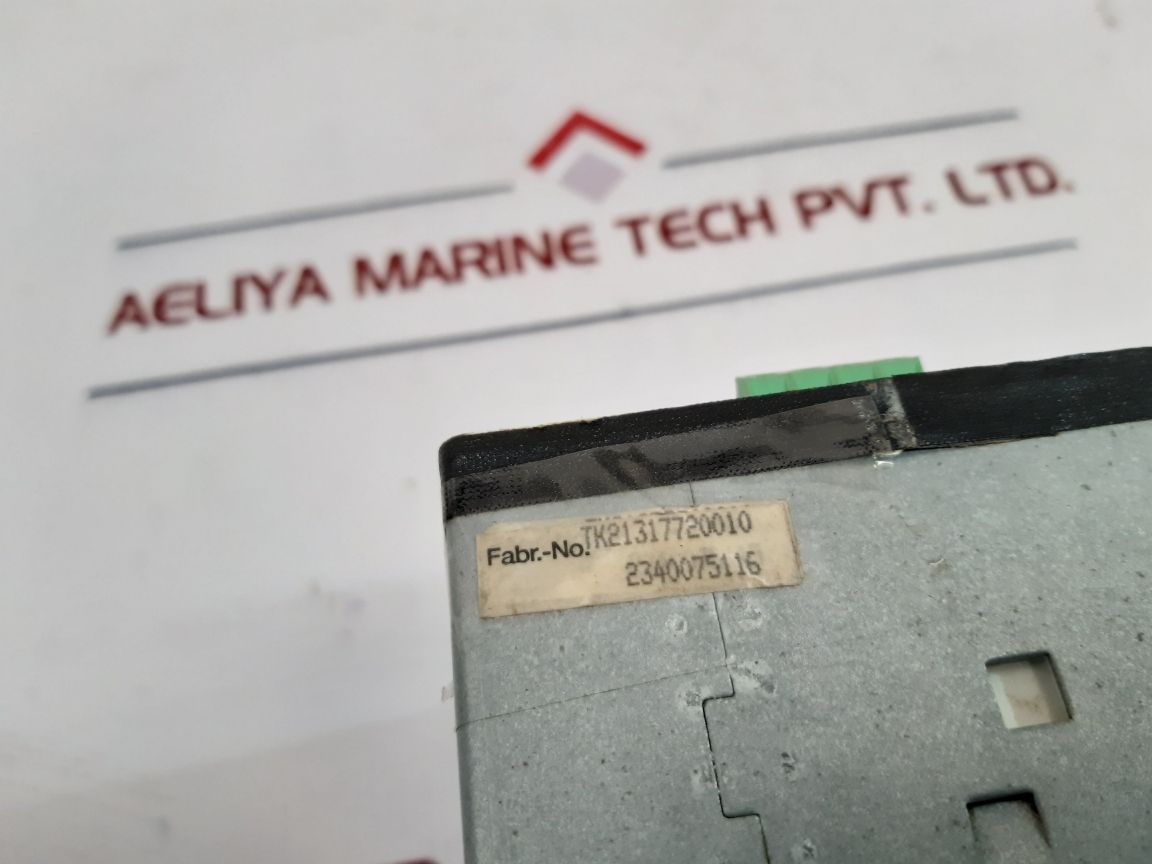 AELIYA MARINE TECH PVT. LTD.
Fabr.-No. TK21317720010
2340075116